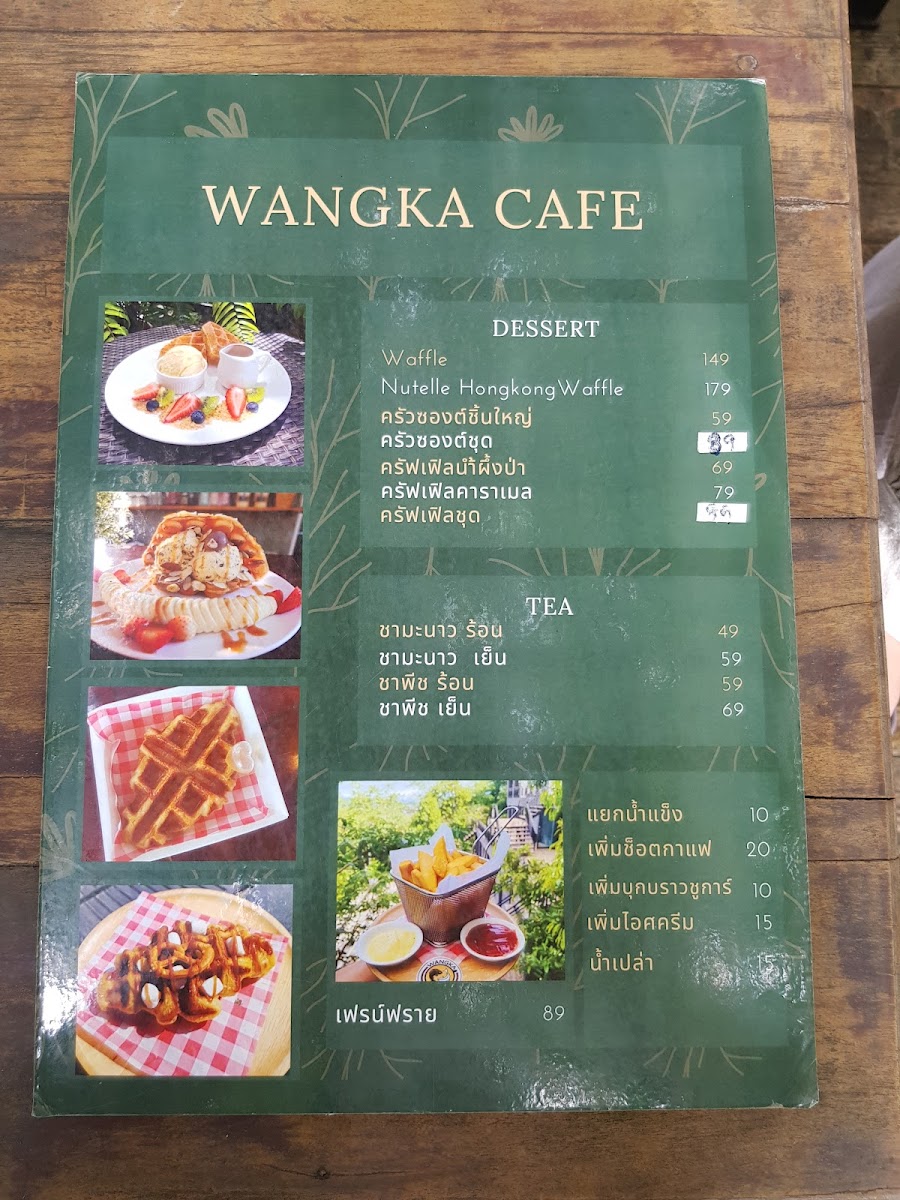 WANGKA CAFE
DESSERT
Waffle 149
Nutelle Hongkong Waffle 179
ครัวซองต์ชิ้นใหญ่ 59
ครัวซองต์ชุด 89
ครัฟเฟิลน้ำผึ้งป่า 69
ครัฟเฟิลคาราเมล 79
ครัฟเฟิลชุด
TEA
ชามะนาว ร้อน 49
ชามะนาว เย็น 59
ชาพีช ร้อน 59
ชาพีช เย็น 69
แยกน้ำแข็ง 10
เพิ่มช็อตกาแฟ 20
เพิ่มบุกบราวชูการ์ 10
เพิ่มไอศครีม 15
น้ำเปล่า 15
WANGKA
เฟรน์ฟราย 89